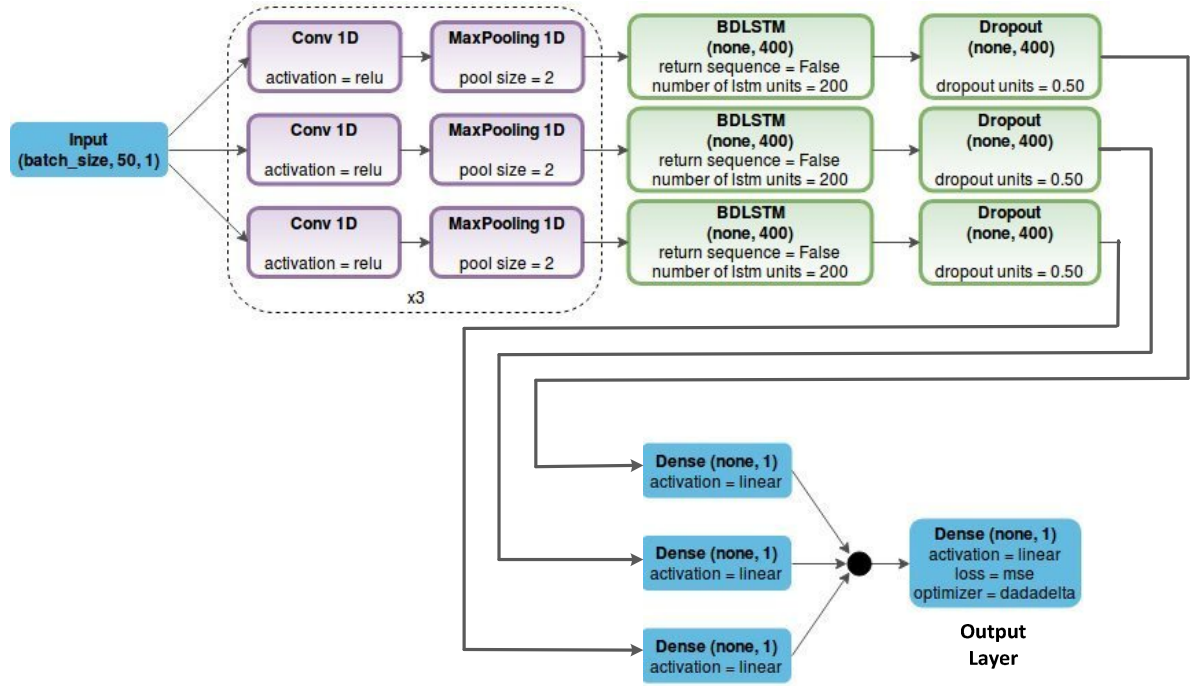 Input
(batch_size, 50, 1)
Conv 1D
activation = relu
MaxPooling 1D
pool size = 2
BDLSTM
(none, 400)
return sequence = False
number of lstm units = 200
Dropout
(none, 400)
dropout units = 0.50
Conv 1D
activation = relu
MaxPooling 1D
pool size = 2
BDLSTM
(none, 400)
return sequence = False
number of lstm units = 200
Dropout
(none, 400)
dropout units = 0.50
Conv 1D
activation = relu
MaxPooling 1D
pool size = 2
BDLSTM
(none, 400)
return sequence = False
number of lstm units = 200
Dropout
(none, 400)
dropout units = 0.50
x3
Dense (none, 1)
activation = linear
Dense (none, 1)
activation = linear
Dense (none, 1)
activation = linear
Dense (none, 1)
activation = linear
loss = mse
optimizer = dadadelta
Output
Layer